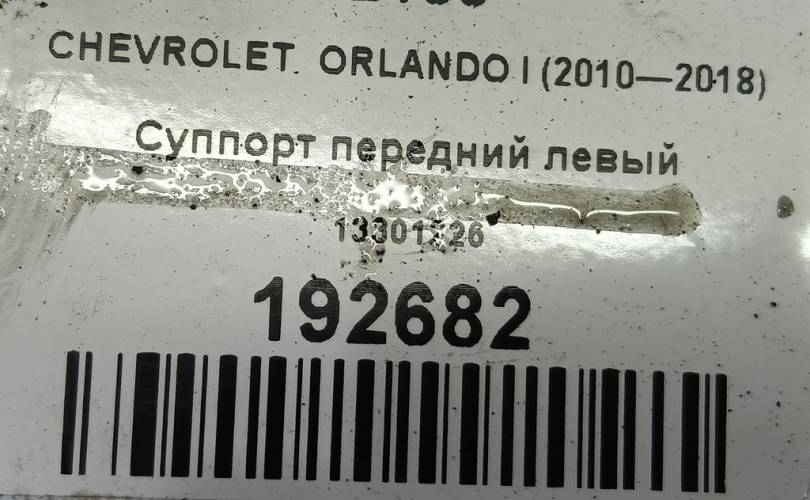 CHEVROLET ORLANDO I (2010—2018)
Суппорт передний левый
192682